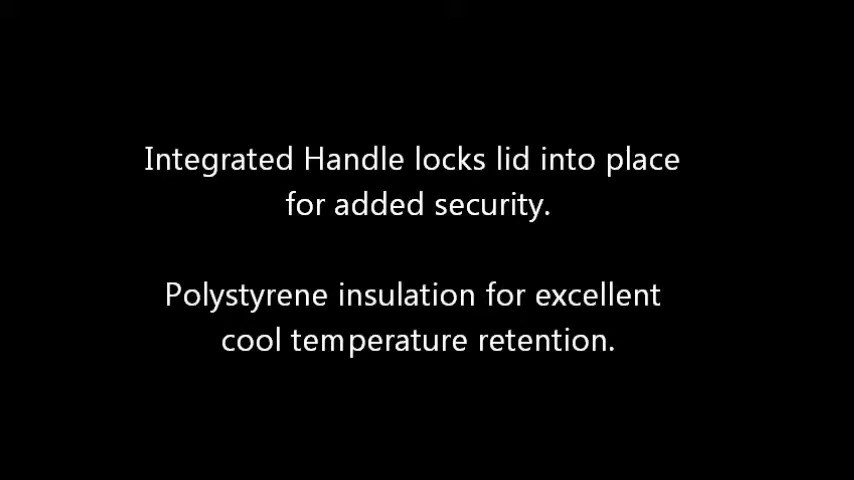 Integrated Handle locks lid into place
for added security.
Polystyrene insulation for excellent
cool temperature retention.